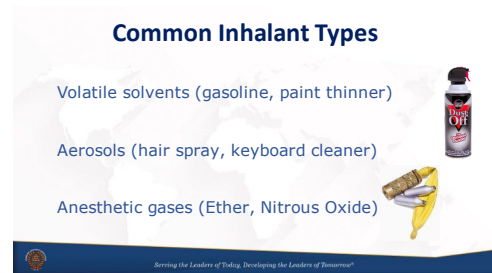 Common Inhalant Types
Volatile solvents (gasoline, paint thinner)
Dust
Off
Aerosols (hair spray, keyboard cleaner)
Anesthetic gases (Ether, Nitrous Oxide)
Serving the Leaders of Today, Developing the Leaders of Tomorrow®